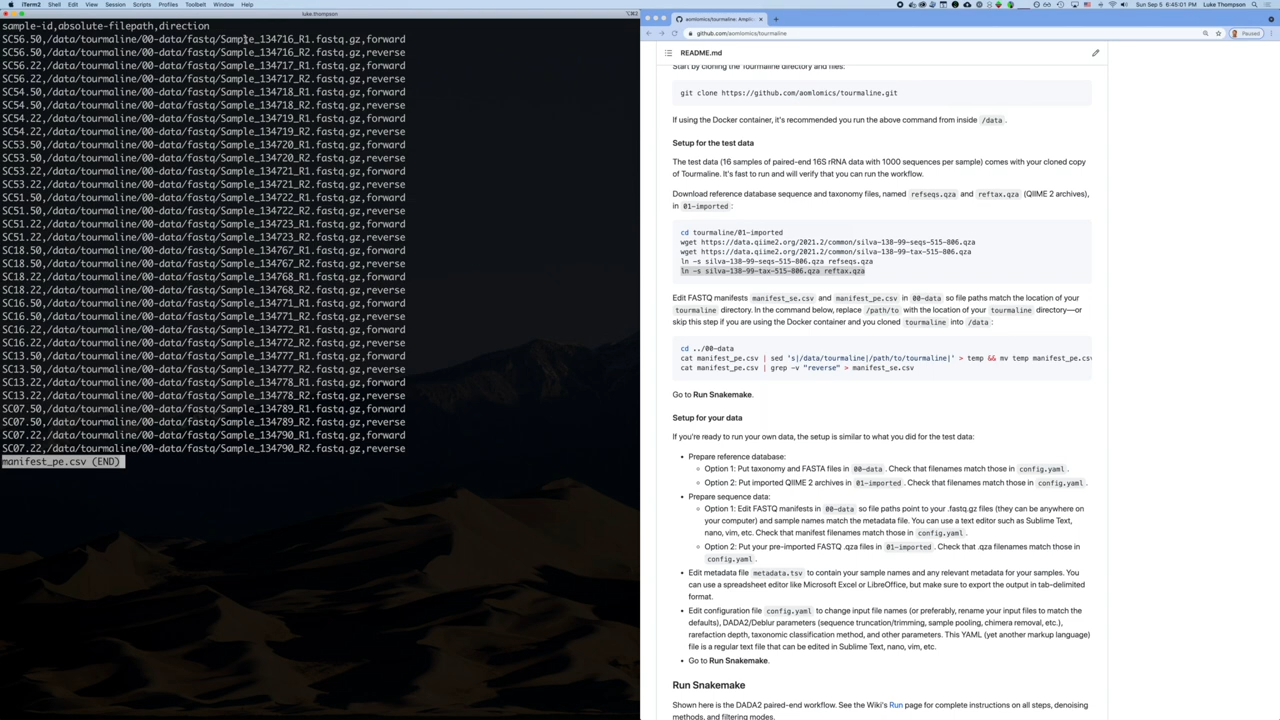 iTerm2 Shell Edit View Session Scripts Profiles Toolbelt Window Help
Sun Sep 5 6:45:01 PM Luke Thompson
luke.thompson
⌥⌘2
sample-id,absolute-filepath,direction
SC56.50,/data/tourmaline/00-data/fastq/Sample_134716_R1.fastq.gz,forward
SC56.50,/data/tourmaline/00-data/fastq/Sample_134716_R2.fastq.gz,reverse
SC56.22,/data/tourmaline/00-data/fastq/Sample_134717_R1.fastq.gz,forward
SC56.22,/data/tourmaline/00-data/fastq/Sample_134717_R2.fastq.gz,reverse
SC54.50,/data/tourmaline/00-data/fastq/Sample_134718_R1.fastq.gz,forward
SC54.50,/data/tourmaline/00-data/fastq/Sample_134718_R2.fastq.gz,reverse
SC54.22,/data/tourmaline/00-data/fastq/Sample_134719_R1.fastq.gz,forward
SC54.22,/data/tourmaline/00-data/fastq/Sample_134719_R2.fastq.gz,reverse
SC53.50,/data/tourmaline/00-data/fastq/Sample_134720_R1.fastq.gz,forward
SC53.50,/data/tourmaline/00-data/fastq/Sample_134720_R2.fastq.gz,reverse
SC53.22,/data/tourmaline/00-data/fastq/Sample_134721_R1.fastq.gz,forward
SC53.22,/data/tourmaline/00-data/fastq/Sample_134721_R2.fastq.gz,reverse
SC51.50,/data/tourmaline/00-data/fastq/Sample_134722_R1.fastq.gz,forward
SC51.50,/data/tourmaline/00-data/fastq/Sample_134722_R2.fastq.gz,reverse
SC51.22,/data/tourmaline/00-data/fastq/Sample_134723_R1.fastq.gz,forward
SC51.22,/data/tourmaline/00-data/fastq/Sample_134723_R2.fastq.gz,reverse
SC18.50,/data/tourmaline/00-data/fastq/Sample_134767_R1.fastq.gz,forward
SC18.50,/data/tourmaline/00-data/fastq/Sample_134767_R2.fastq.gz,reverse
SC18.22,/data/tourmaline/00-data/fastq/Sample_134768_R1.fastq.gz,forward
SC18.22,/data/tourmaline/00-data/fastq/Sample_134768_R2.fastq.gz,reverse
SC16.50,/data/tourmaline/00-data/fastq/Sample_134771_R1.fastq.gz,forward
SC16.50,/data/tourmaline/00-data/fastq/Sample_134771_R2.fastq.gz,reverse
SC16.22,/data/tourmaline/00-data/fastq/Sample_134772_R1.fastq.gz,forward
SC16.22,/data/tourmaline/00-data/fastq/Sample_134772_R2.fastq.gz,reverse
SC13.50,/data/tourmaline/00-data/fastq/Sample_134777_R1.fastq.gz,forward
SC13.50,/data/tourmaline/00-data/fastq/Sample_134777_R2.fastq.gz,reverse
SC13.22,/data/tourmaline/00-data/fastq/Sample_134778_R1.fastq.gz,forward
SC13.22,/data/tourmaline/00-data/fastq/Sample_134778_R2.fastq.gz,reverse
SC07.50,/data/tourmaline/00-data/fastq/Sample_134789_R1.fastq.gz,forward
SC07.50,/data/tourmaline/00-data/fastq/Sample_134789_R2.fastq.gz,reverse
SC07.22,/data/tourmaline/00-data/fastq/Sample_134790_R1.fastq.gz,forward
SC07.22,/data/tourmaline/00-data/fastq/Sample_134790_R2.fastq.gz,reverse
manifest_pe.csv (END)
aomlomics/tourmaline: Amplic
github.com/aomlomics/tourmaline
Paused
README.md
Start by cloning the Tourmaline directory and files:
git clone https://github.com/aomlomics/tourmaline.git
If using the Docker container, it's recommended you run the above command from inside /data.
Setup for the test data
The test data (16 samples of paired-end 16S rRNA data with 1000 sequences per sample) comes with your cloned copy
of Tourmaline. It's fast to run and will verify that you can run the workflow.
Download reference database sequence and taxonomy files, named refseqs.qza and reftax.qza (QIIME 2 archives),
in 01-imported:
cd tourmaline/01-imported
wget https://data.qiime2.org/2021.2/common/silva-138-99-seqs-515-806.qza
wget https://data.qiime2.org/2021.2/common/silva-138-99-tax-515-806.qza
ln -s silva-138-99-seqs-515-806.qza refseqs.qza
ln -s silva-138-99-tax-515-806.qza reftax.qza
Edit FASTQ manifests manifest_se.csv and manifest_pe.csv in 00-data so file paths match the location of your
tourmaline directory. In the command below, replace /path/to with the location of your tourmaline directory—or
skip this step if you are using the Docker container and you cloned tourmaline into /data:
cd ../00-data
cat manifest_pe.csv | sed 's|/data/tourmaline|/path/to/tourmaline|' > temp && mv temp manifest_pe.csv
cat manifest_pe.csv | grep -v "reverse" > manifest_se.csv
Go to Run Snakemake.
Setup for your data
If you're ready to run your own data, the setup is similar to what you did for the test data:
• Prepare reference database:
◦ Option 1: Put taxonomy and FASTA files in 00-data. Check that filenames match those in config.yaml.
◦ Option 2: Put imported QIIME 2 archives in 01-imported. Check that filenames match those in config.yaml.
• Prepare sequence data:
◦ Option 1: Edit FASTQ manifests in 00-data so file paths point to your .fastq.gz files (they can be anywhere on
your computer) and sample names match the metadata file. You can use a text editor such as Sublime Text,
nano, vim, etc. Check that manifest filenames match those in config.yaml.
◦ Option 2: Put your pre-imported FASTQ .qza files in 01-imported. Check that .qza filenames match those in
config.yaml.
• Edit metadata file metadata.tsv to contain your sample names and any relevant metadata for your samples. You
can use a spreadsheet editor like Microsoft Excel or LibreOffice, but make sure to export the output in tab-delimited
format.
• Edit configuration file config.yaml to change input file names (or preferably, rename your input files to match the
defaults), DADA2/Deblur parameters (sequence truncation/trimming, sample pooling, chimera removal, etc.),
rarefaction depth, taxonomic classification method, and other parameters. This YAML (yet another markup language)
file is a regular text file that can be edited in Sublime Text, nano, vim, etc.
• Go to Run Snakemake.
Run Snakemake
Shown here is the DADA2 paired-end workflow. See the Wiki's Run page for complete instructions on all steps, denoising
methods, and filtering modes.